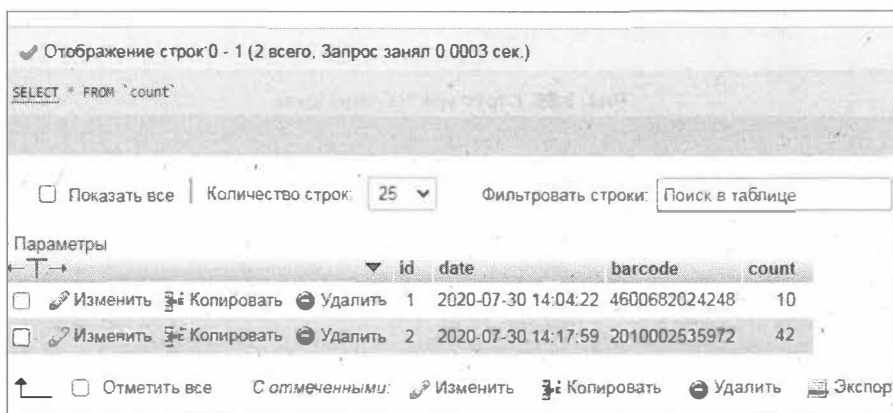 Отображение строк 0 - 1 (2 всего, Запрос занял 0 0003 сек.)
SELECT * FROM `count`
Показать все Количество строк: 25 Фильтровать строки: Поиск в таблице
Параметры
id date barcode count
Изменить Копировать Удалить 1 2020-07-30 14:04:22 4600682024248 10
Изменить Копировать Удалить 2 2020-07-30 14:17:59 2010002535972 42
Отметить все С отмеченными: Изменить Копировать Удалить Экспор